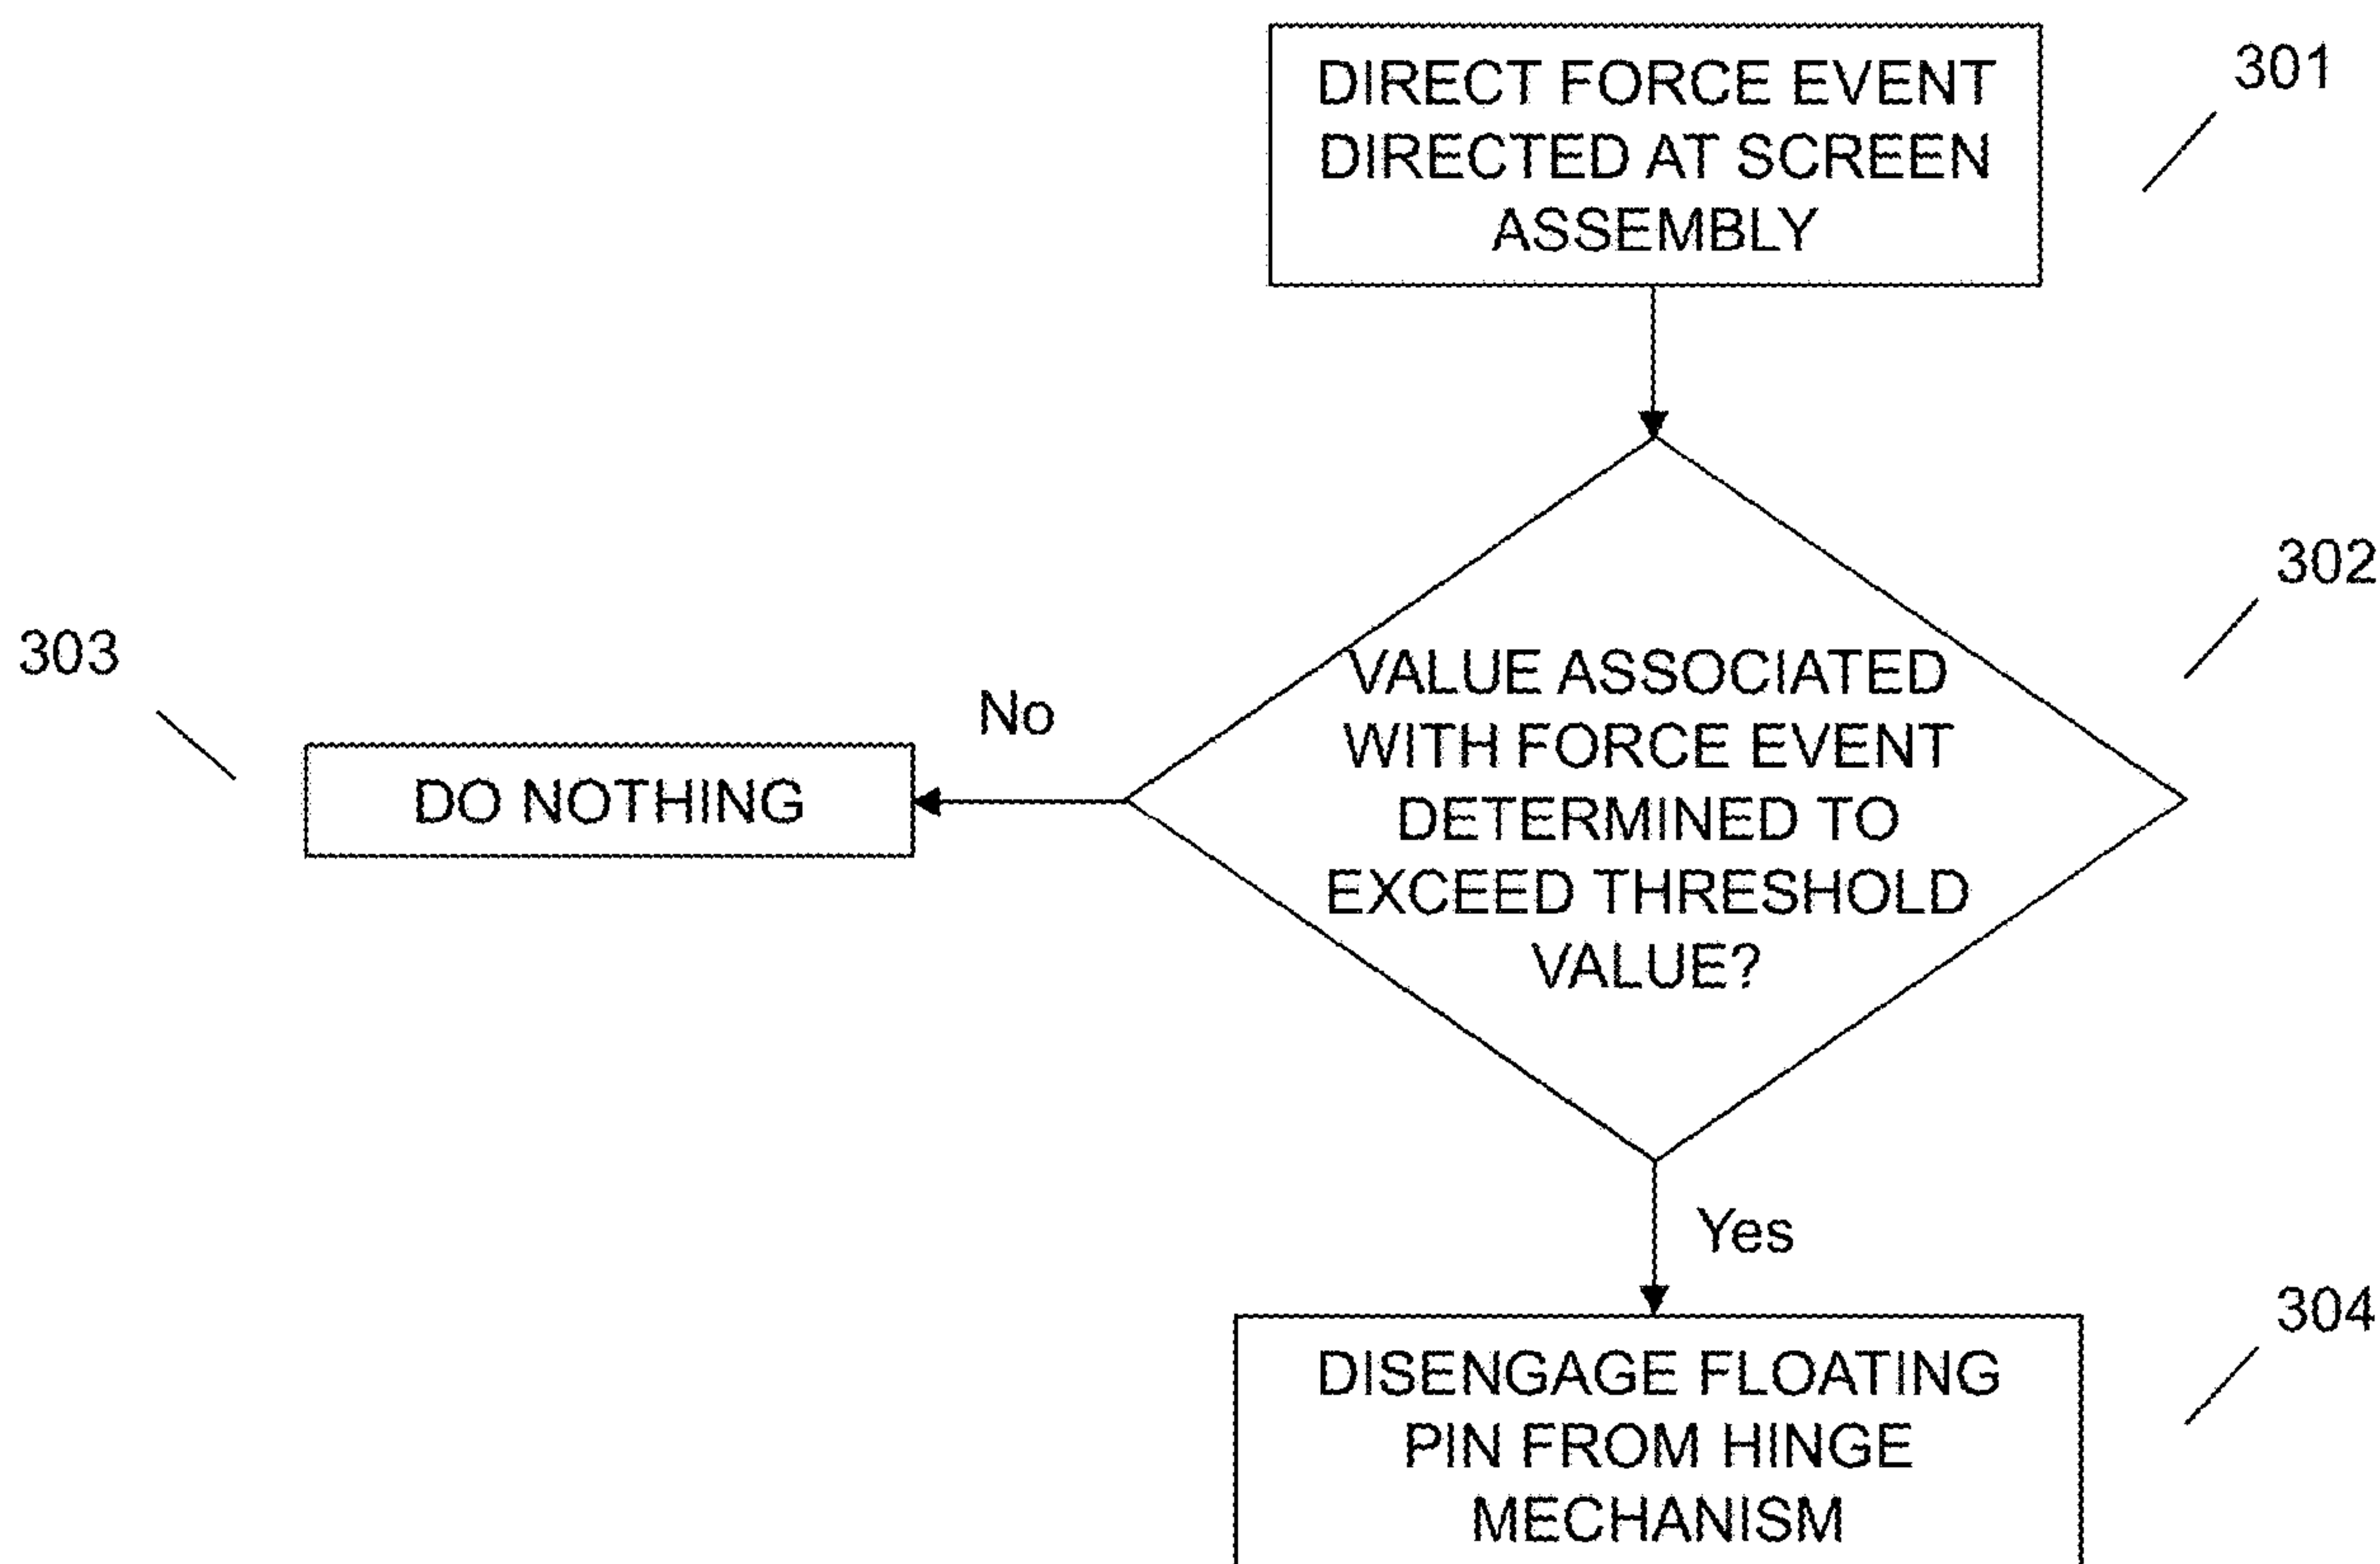 DIRECT FORCE EVENT
DIRECTED AT SCREEN
ASSEMBLY
301
VALUE ASSOCIATED
WITH FORCE EVENT
DETERMINED TO
EXCEED THRESHOLD
VALUE?
302
No
303
DO NOTHING
Yes
DISENGAGE FLOATING
PIN FROM HINGE
MECHANISM
304